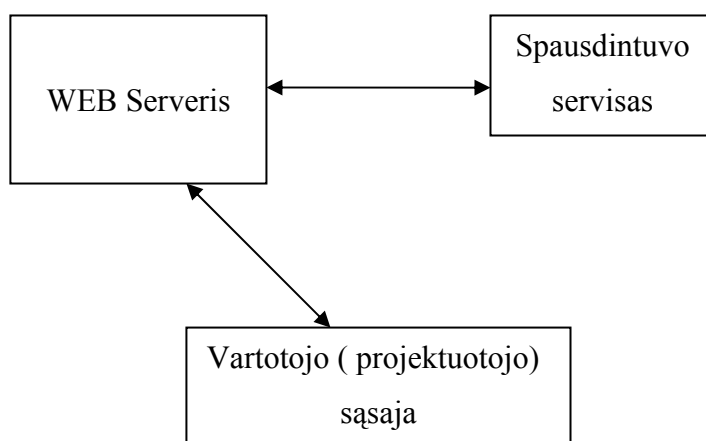 WEB Serveris
Spausdintuvo
servisas
Vartotojo ( projektuotojo)
sąsaja